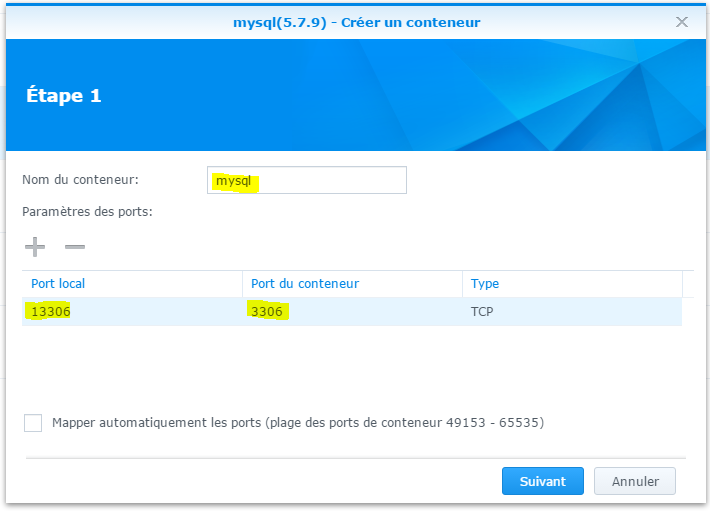 mysql(5.7.9) - Créer un conteneur
Étape 1
Nom du conteneur: mysql
Paramètres des ports:
Port local Port du conteneur Type
13306 3306 TCP
Mapper automatiquement les ports (plage des ports de conteneur 49153 - 65535)
Suivant Annuler